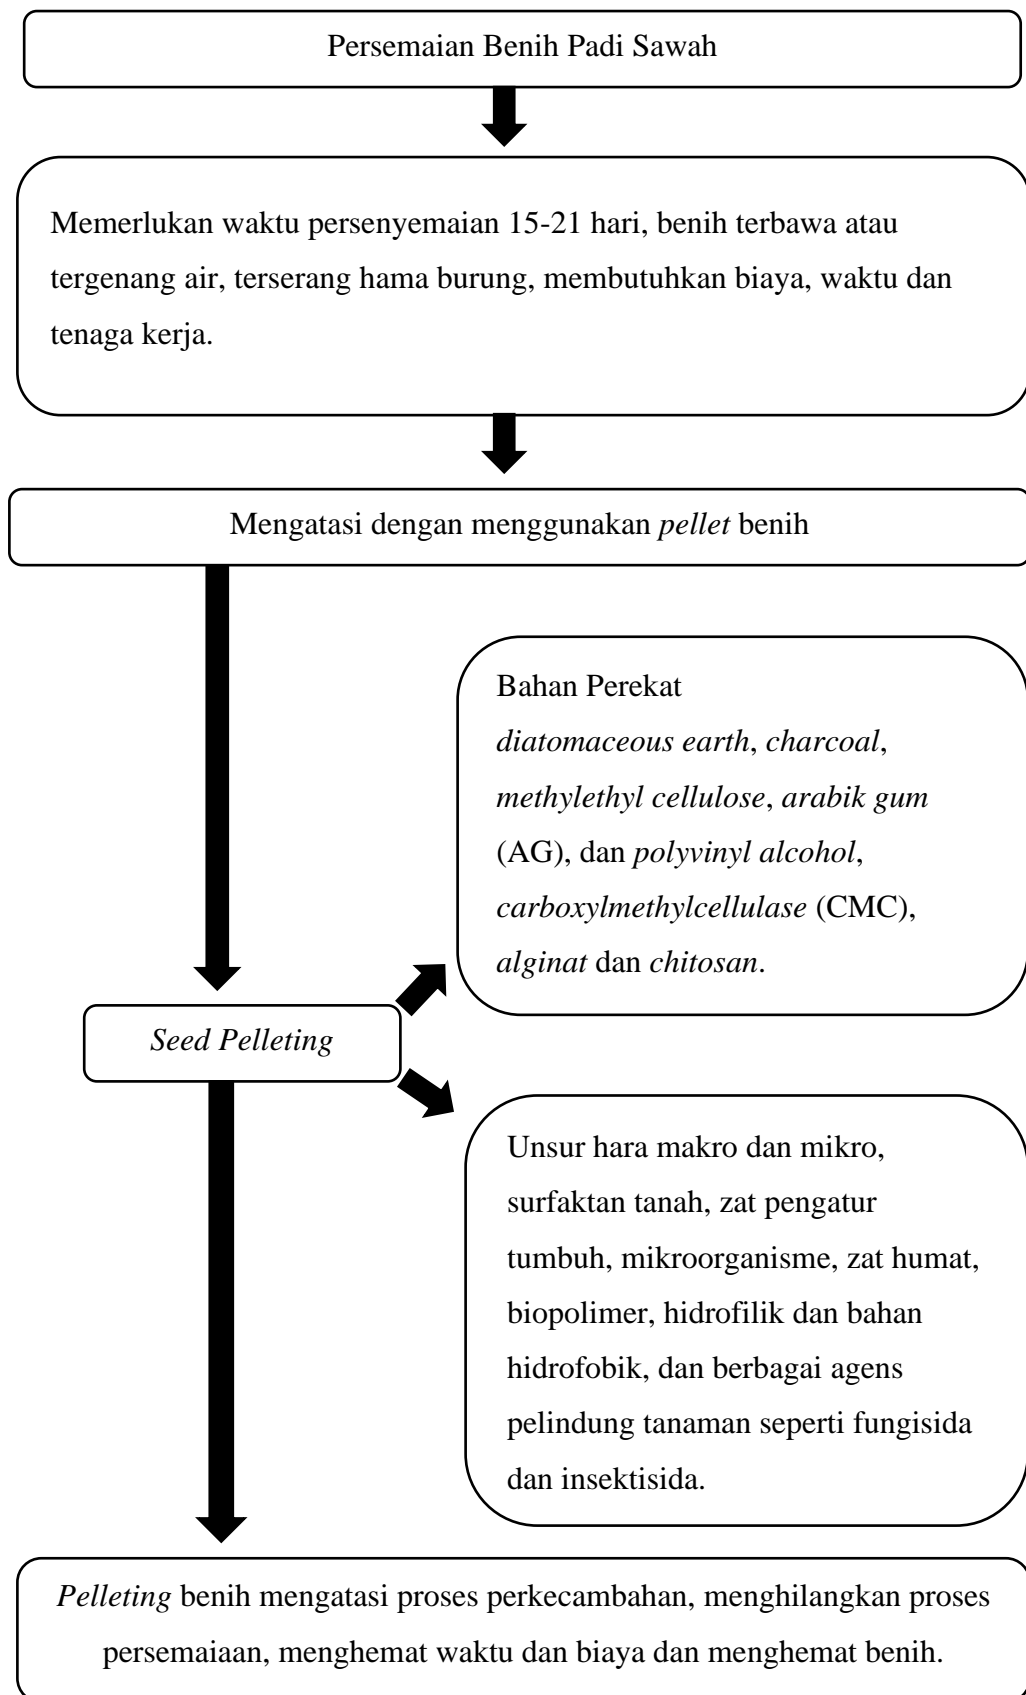 Persemaian Benih Padi Sawah
Memerlukan waktu persenyemaian 15-21 hari, benih terbawa atau
tergenang air, terserang hama burung, membutuhkan biaya, waktu dan
tenaga kerja.
Mengatasi dengan menggunakan pellet benih
Bahan Perekat
diatomaceous earth, charcoal,
methylethyl cellulose, arabik gum
(AG), dan polyvinyl alcohol,
carboxylmethylcellulase (CMC),
alginat dan chitosan.
Seed Pelleting
Unsur hara makro dan mikro,
surfaktan tanah, zat pengatur
tumbuh, mikroorganisme, zat humat,
biopolimer, hidrofilik dan bahan
hidrofobik, dan berbagai agens
pelindung tanaman seperti fungisida
dan insektisida.
Pelleting benih mengatasi proses perkecambahan, menghilangkan proses
persemaiaan, menghemat waktu dan biaya dan menghemat benih.